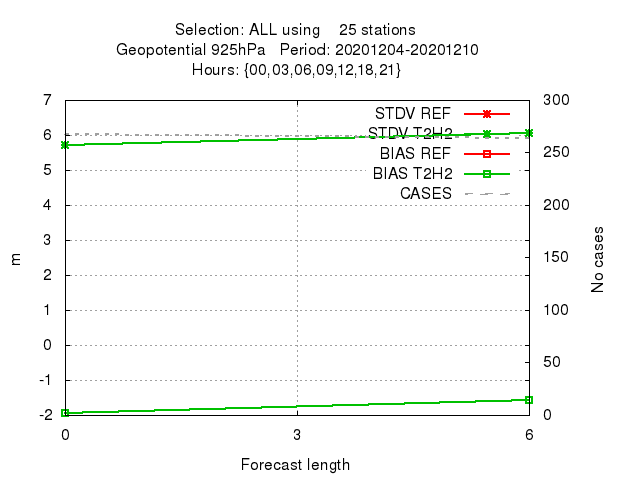 Selection: ALL using    25 stations
Geopotential 925hPa   Period: 20201204-20201210
Hours: {00,03,06,09,12,18,21}
7
6
5
4
3
2
1
0
-1
-2
m
STDV REF
STDV T2H2
BIAS REF
BIAS T2H2
CASES
300
250
200
150
100
50
0
No cases
0 3 6
Forecast length